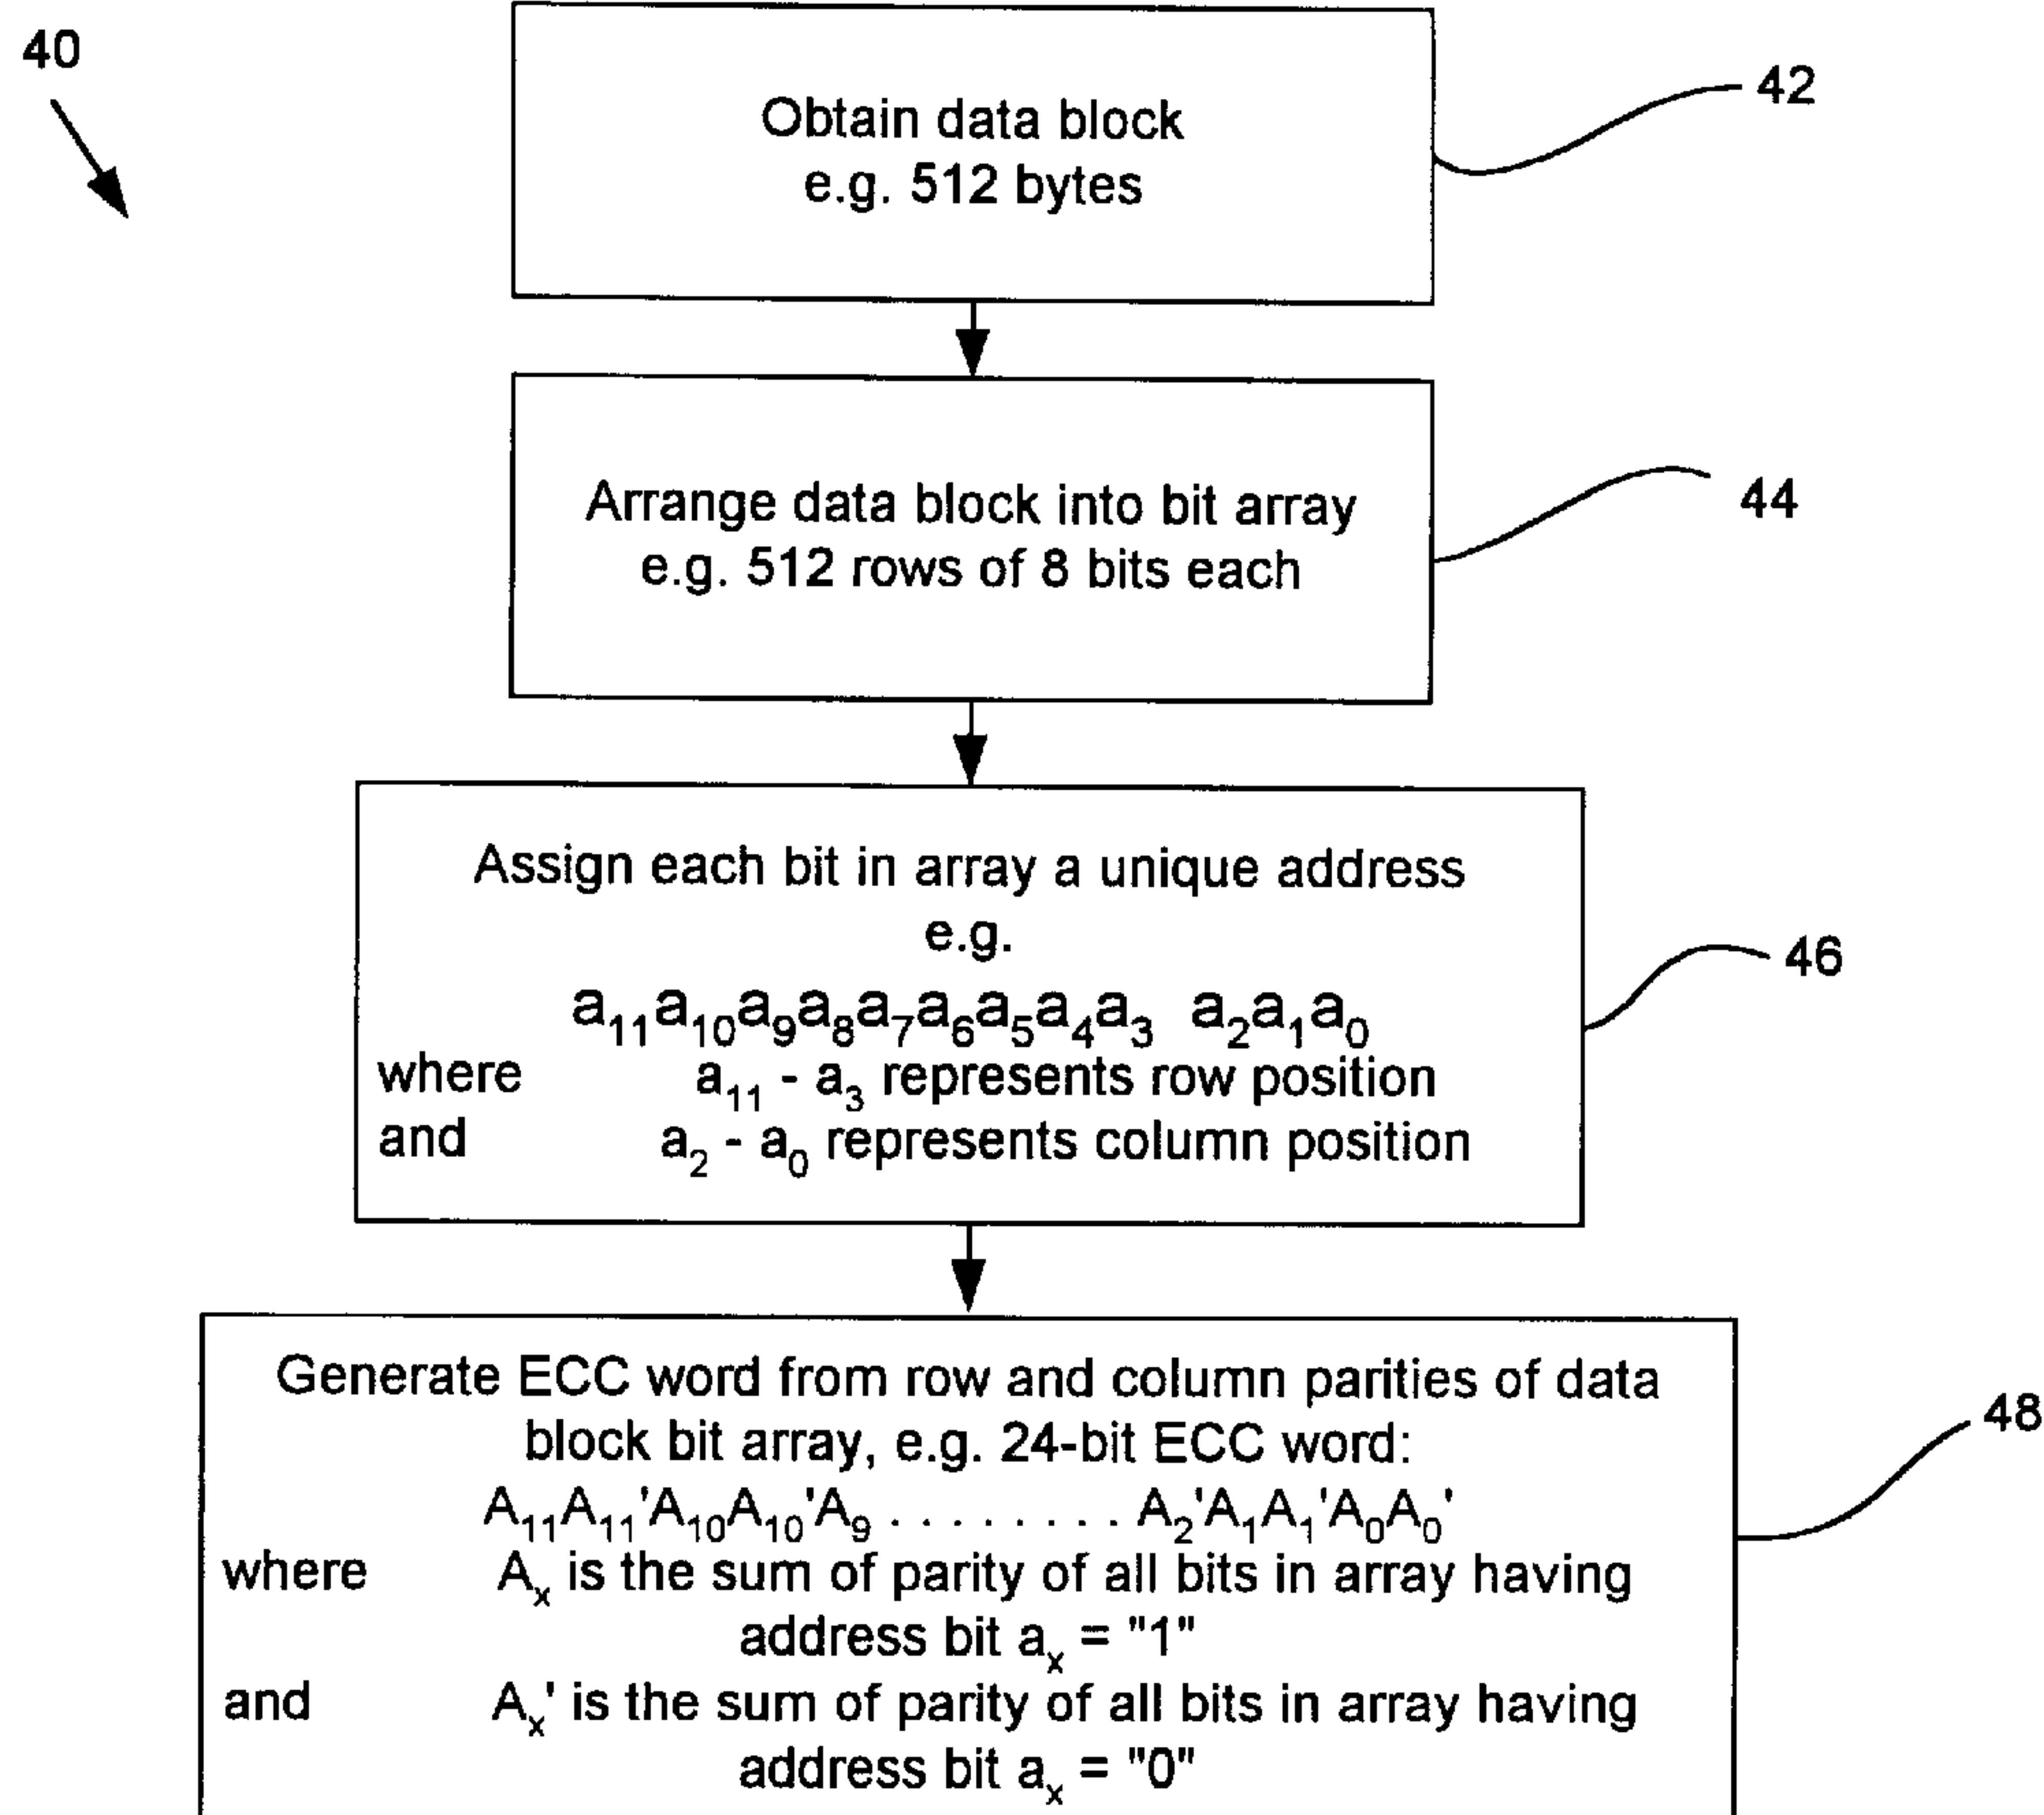 40
Obtain data block
e.g. 512 bytes
42
Arrange data block into bit array
e.g. 512 rows of 8 bits each
44
Assign each bit in array a unique address
e.g.
a₁₁a₁₀a₉a₈a₇a₆a₅a₄a₃ a₂a₁a₀
where a₁₁ - a₃ represents row position
and a₂ - a₀ represents column position
46
Generate ECC word from row and column parities of data
block bit array, e.g. 24-bit ECC word:
A₁₁A₁₁'A₁₀A₁₀'A₉ . . . . . . . . A₂'A₁A₁'A₀A₀'
where Aₓ is the sum of parity of all bits in array having
address bit aₓ = "1"
and Aₓ' is the sum of parity of all bits in array having
address bit aₓ = "0"
48